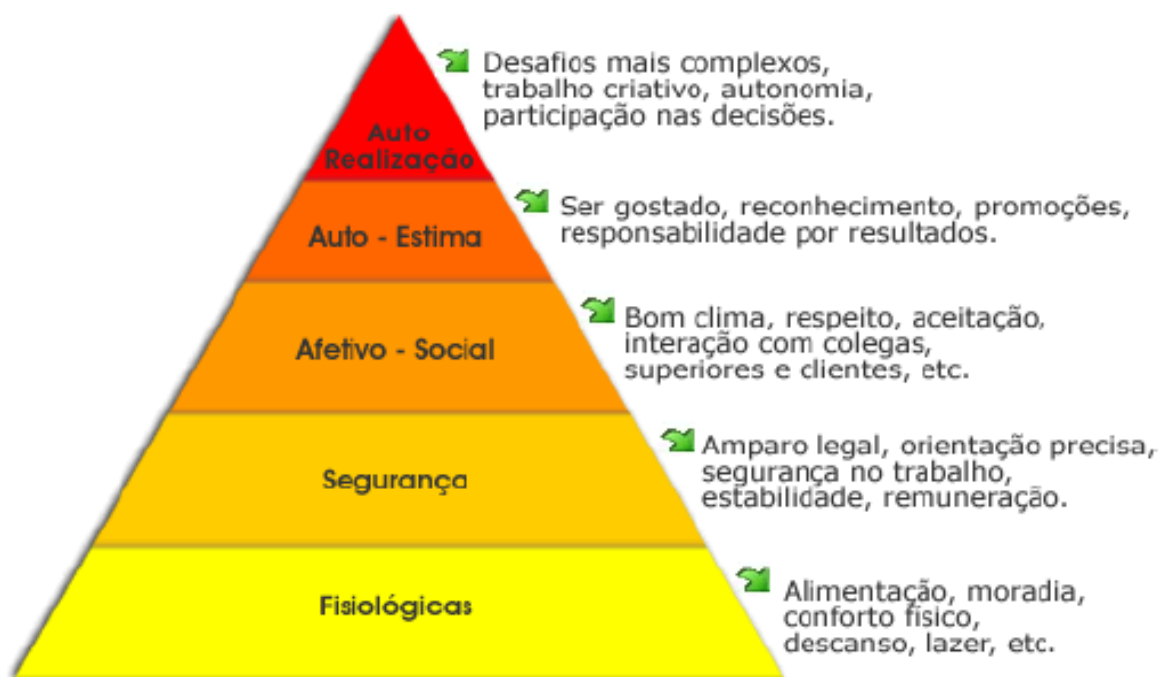 Desafios mais complexos,
trabalho criativo, autonomia,
participação nas decisões.
Auto
Realização
Ser gostado, reconhecimento, promoções,
responsabilidade por resultados.
Auto - Estima
Bom clima, respeito, aceitação,
interação com colegas,
superiores e clientes, etc.
Afetivo - Social
Amparo legal, orientação precisa,
segurança no trabalho,
estabilidade, remuneração.
Segurança
Alimentação, moradia,
conforto físico,
descanso, lazer, etc.
Fisiológicas